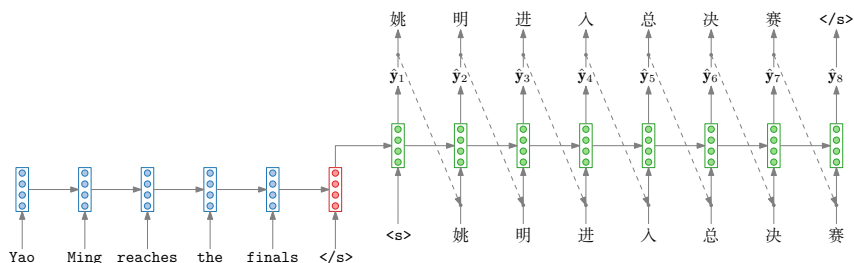 姚 明 进 入 总 决 赛 </s>
ŷ₁ ŷ₂ ŷ₃ ŷ₄ ŷ₅ ŷ₆ ŷ₇ ŷ₈
<s> 姚 明 进 入 总 决 赛
Yao Ming reaches the finals </s>